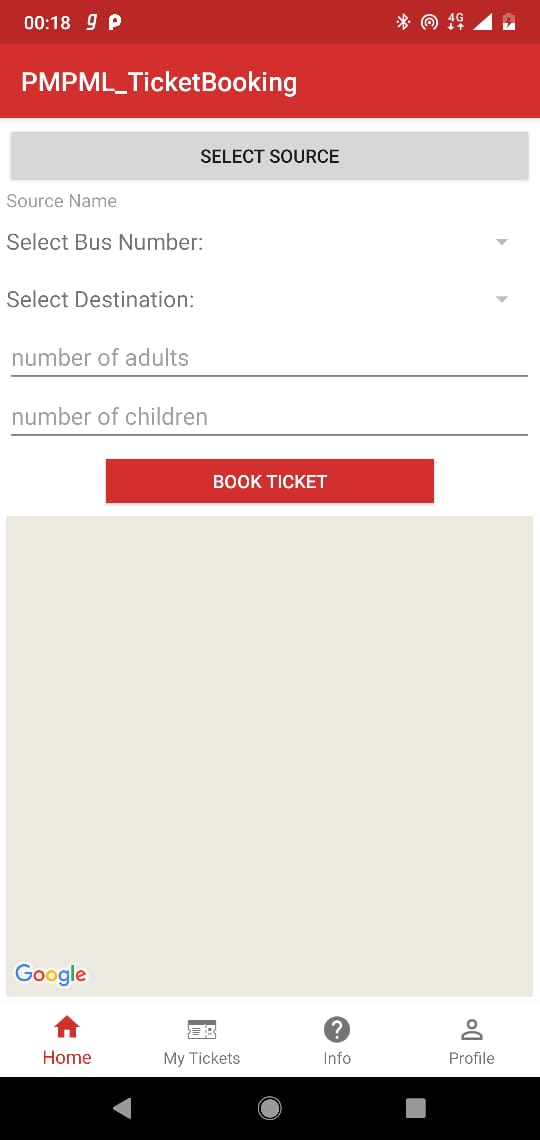 00:18
4G
PMPML_TicketBooking
SELECT SOURCE
Source Name
Select Bus Number:
Select Destination:
number of adults
number of children
BOOK TICKET
Google
Home My Tickets Info Profile